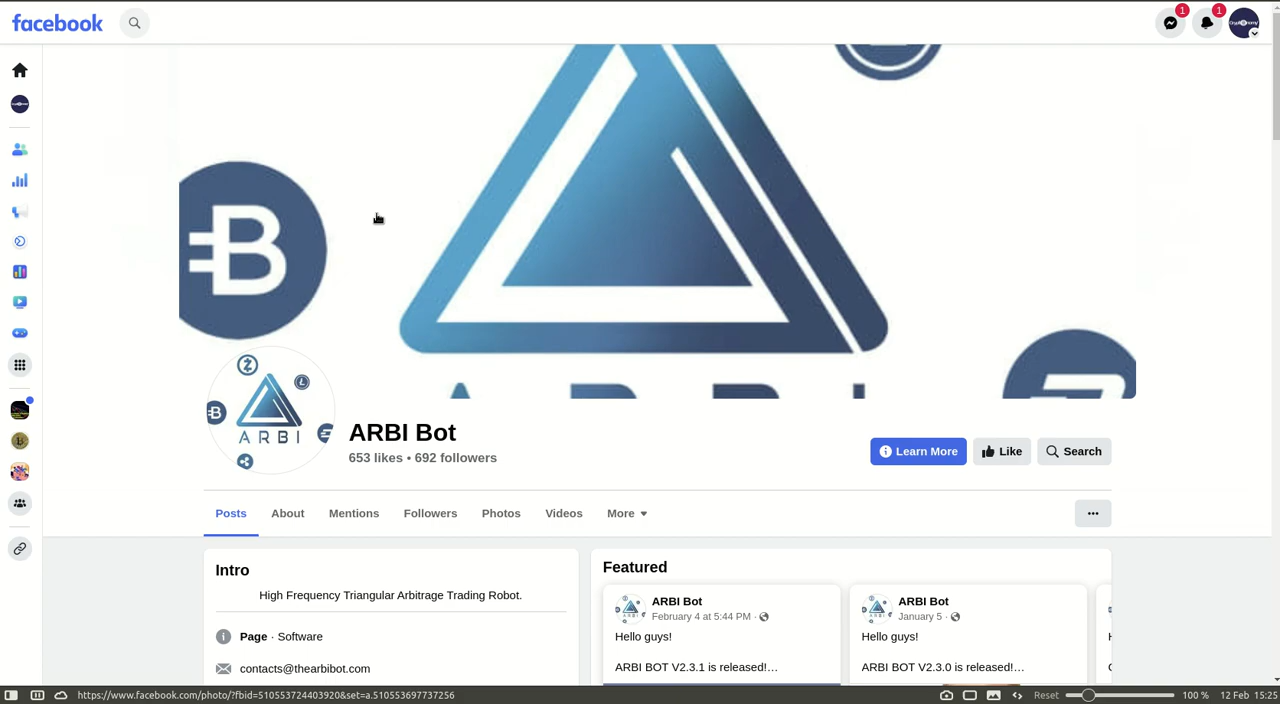 facebook
1
1
ARBI
ARBI Bot
653 likes • 692 followers
Learn More
Like
Search
Posts
About
Mentions
Followers
Photos
Videos
More
Intro
High Frequency Triangular Arbitrage Trading Robot.
Page · Software
contacts@thearbibot.com
Featured
ARBI Bot
February 4 at 5:44 PM ·
Hello guys!
ARBI BOT V2.3.1 is released!…
ARBI Bot
January 5 ·
Hello guys!
ARBI BOT V2.3.0 is released!…
https://www.facebook.com/photo/?fbid=510553724403920&set=a.510553697737256
Reset
100 %
12 Feb 15:25